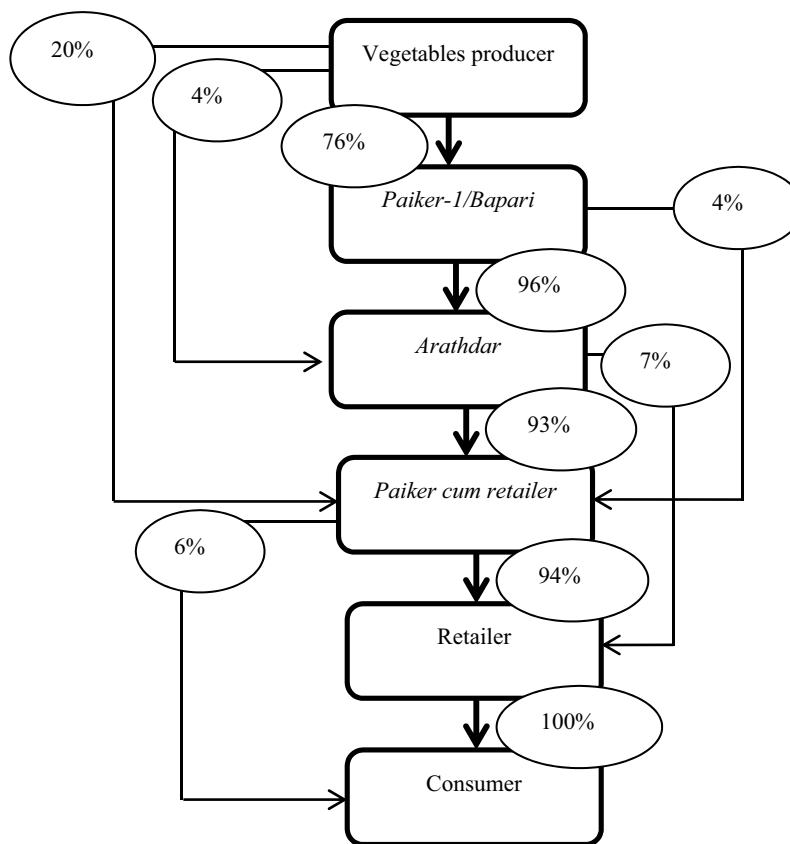 20%
Vegetables producer
4%
76%
Paiker-1/Bapari
4%
96%
Arathdar
7%
93%
Paiker cum retailer
6%
94%
Retailer
100%
Consumer